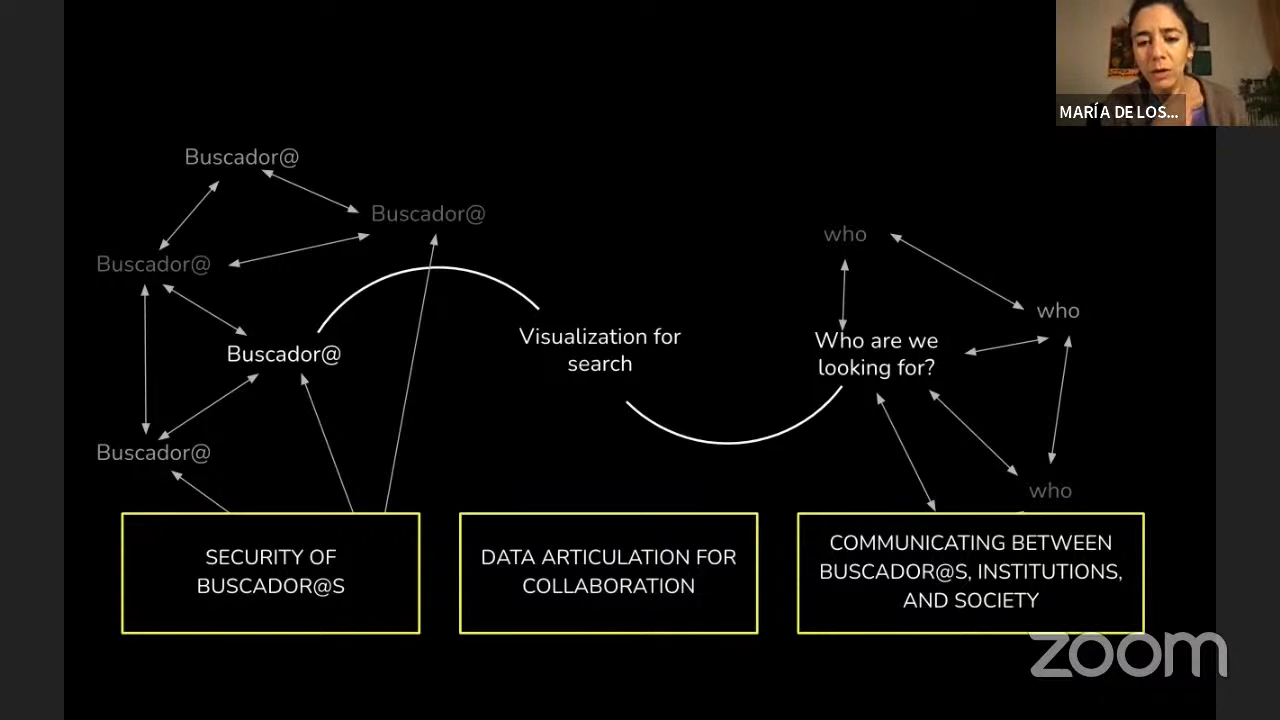 MARÍA DE LOS...
Buscador@
Buscador@
who
Buscador@
who
Visualization for
search
Who are we
looking for?
Buscador@
Buscador@
who
SECURITY OF
BUSCADOR@S
DATA ARTICULATION FOR
COLLABORATION
COMMUNICATING BETWEEN
BUSCADOR@S, INSTITUTIONS,
AND SOCIETY
zoom